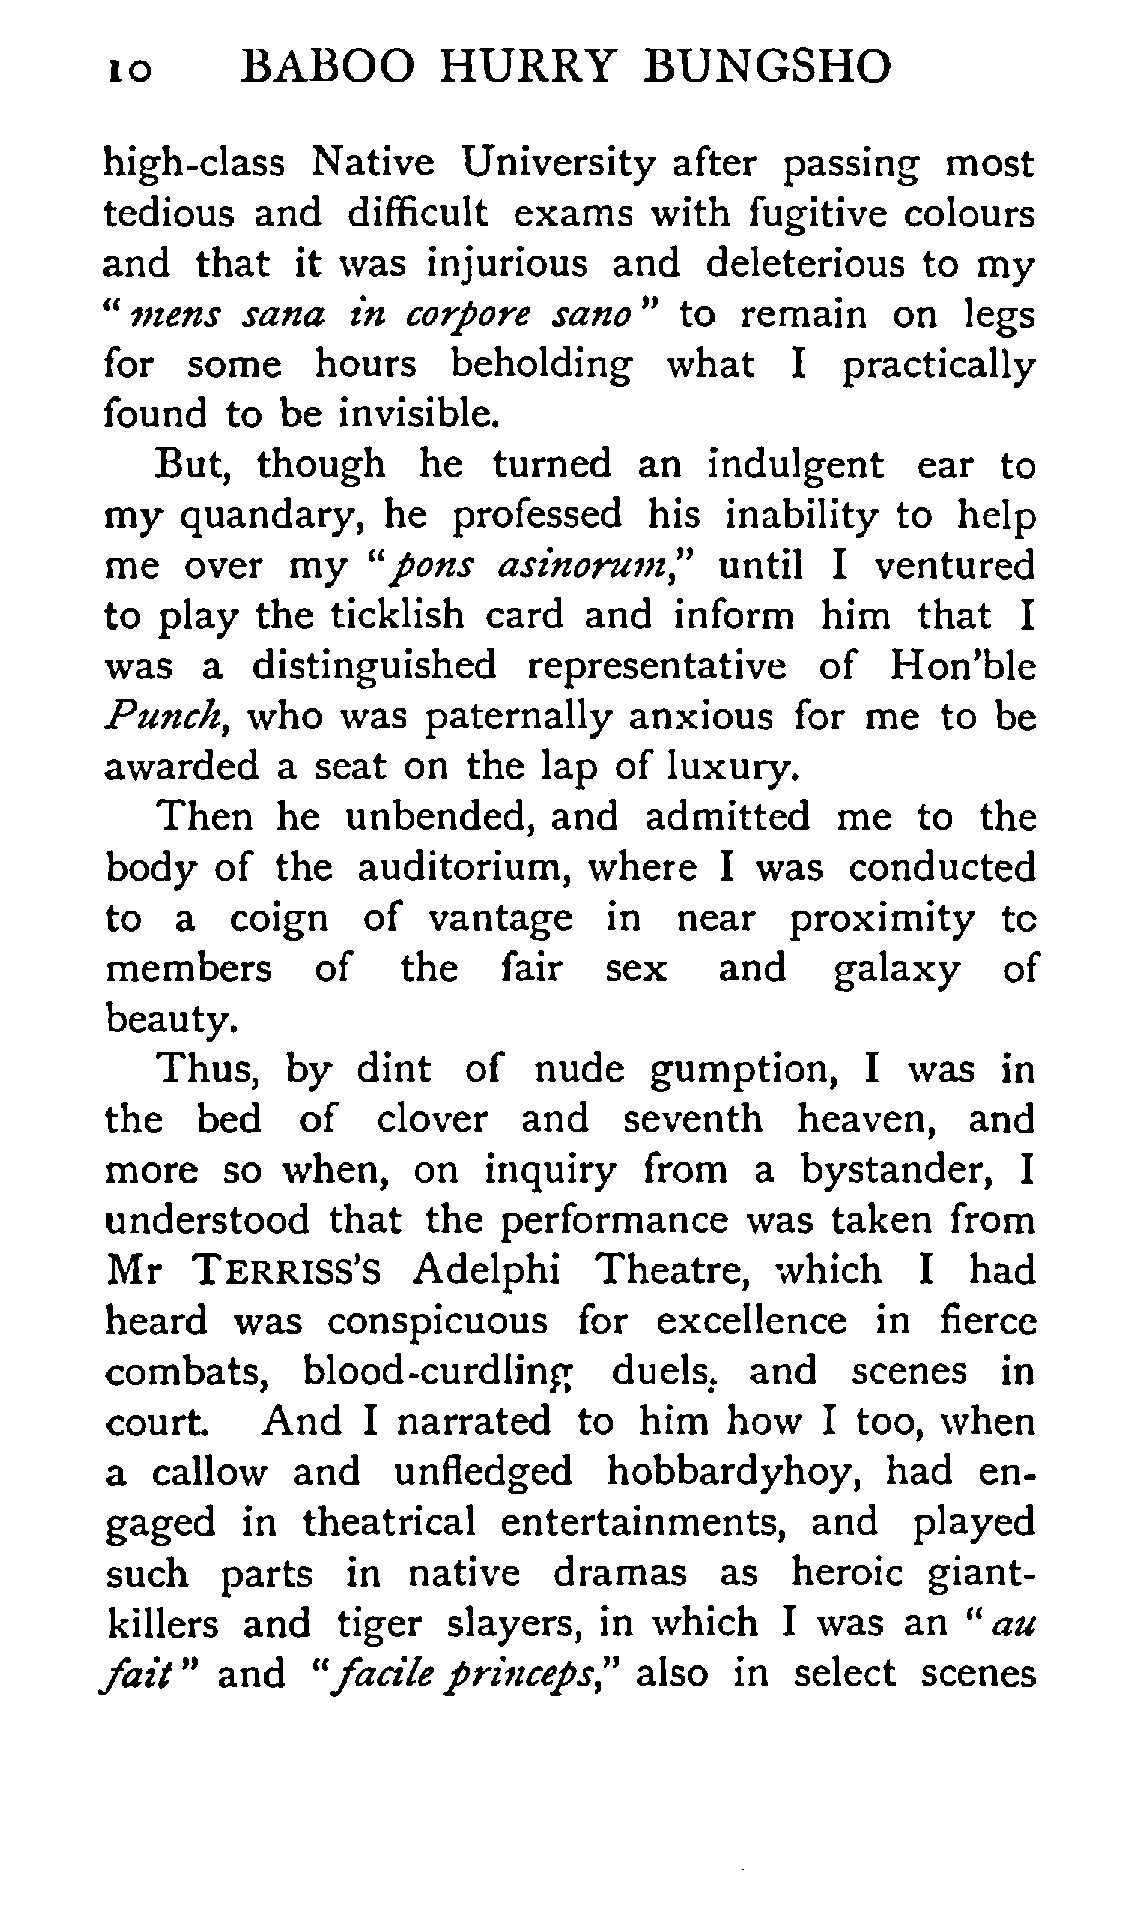 10 BABOO HURRY BUNGSHO
high-class Native University after passing most
tedious and difficult exams with fugitive colours
and that it was injurious and deleterious to my
“mens sana in corpore sano” to remain on legs
for some hours beholding what I practically
found to be invisible.
But, though he turned an indulgent ear to
my quandary, he professed his inability to help
me over my “pons asinorum,” until I ventured
to play the ticklish card and inform him that I
was a distinguished representative of Hon’ble
Punch, who was paternally anxious for me to be
awarded a seat on the lap of luxury.
Then he unbended, and admitted me to the
body of the auditorium, where I was conducted
to a coign of vantage in near proximity to
members of the fair sex and galaxy of
beauty.
Thus, by dint of nude gumption, I was in
the bed of clover and seventh heaven, and
more so when, on inquiry from a bystander, I
understood that the performance was taken from
Mr TERRISS’S Adelphi Theatre, which I had
heard was conspicuous for excellence in fierce
combats, blood-curdling duels, and scenes in
court. And I narrated to him how I too, when
a callow and unfledged hobbardyhoy, had en-
gaged in theatrical entertainments, and played
such parts in native dramas as heroic giant-
killers and tiger slayers, in which I was an “au
fait” and “facile princeps,” also in select scenes